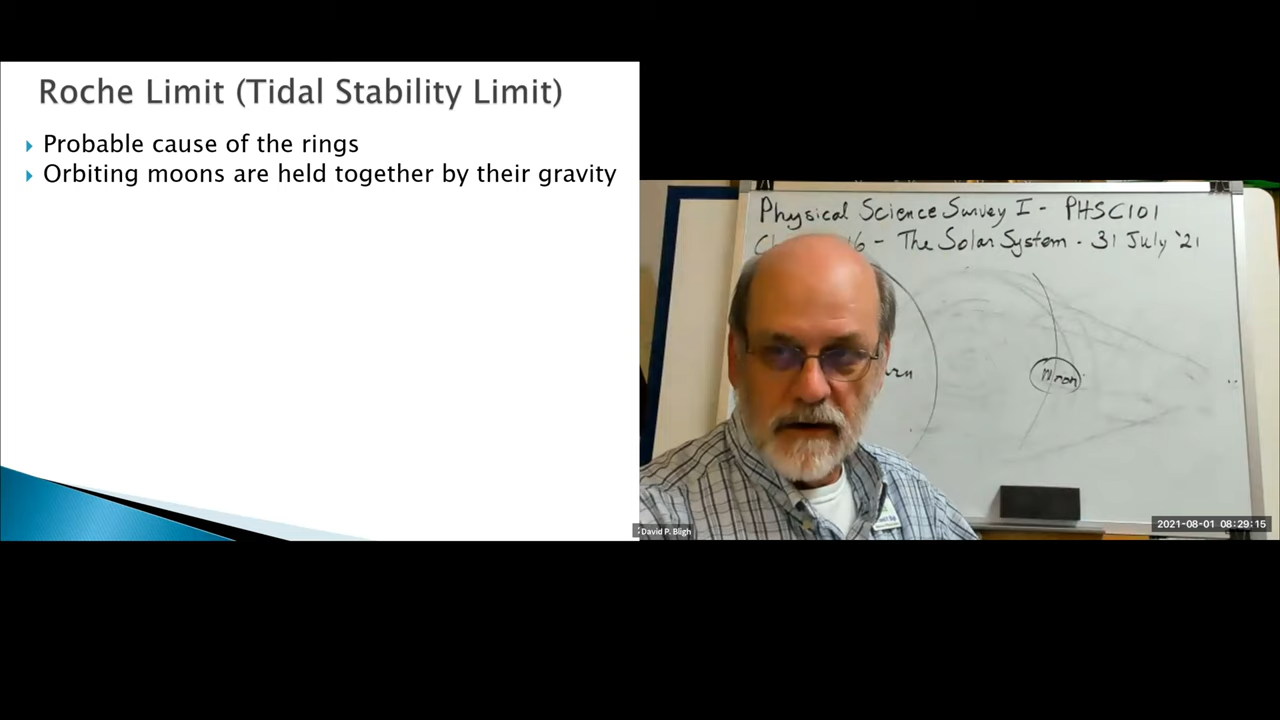 Roche Limit (Tidal Stability Limit)
Probable cause of the rings
Orbiting moons are held together by their gravity
Physical Science Survey I - PHSC101
16 - The Solar System - 31 July '21
Moon
2021-08-01 08:29:15
David P. Bligh